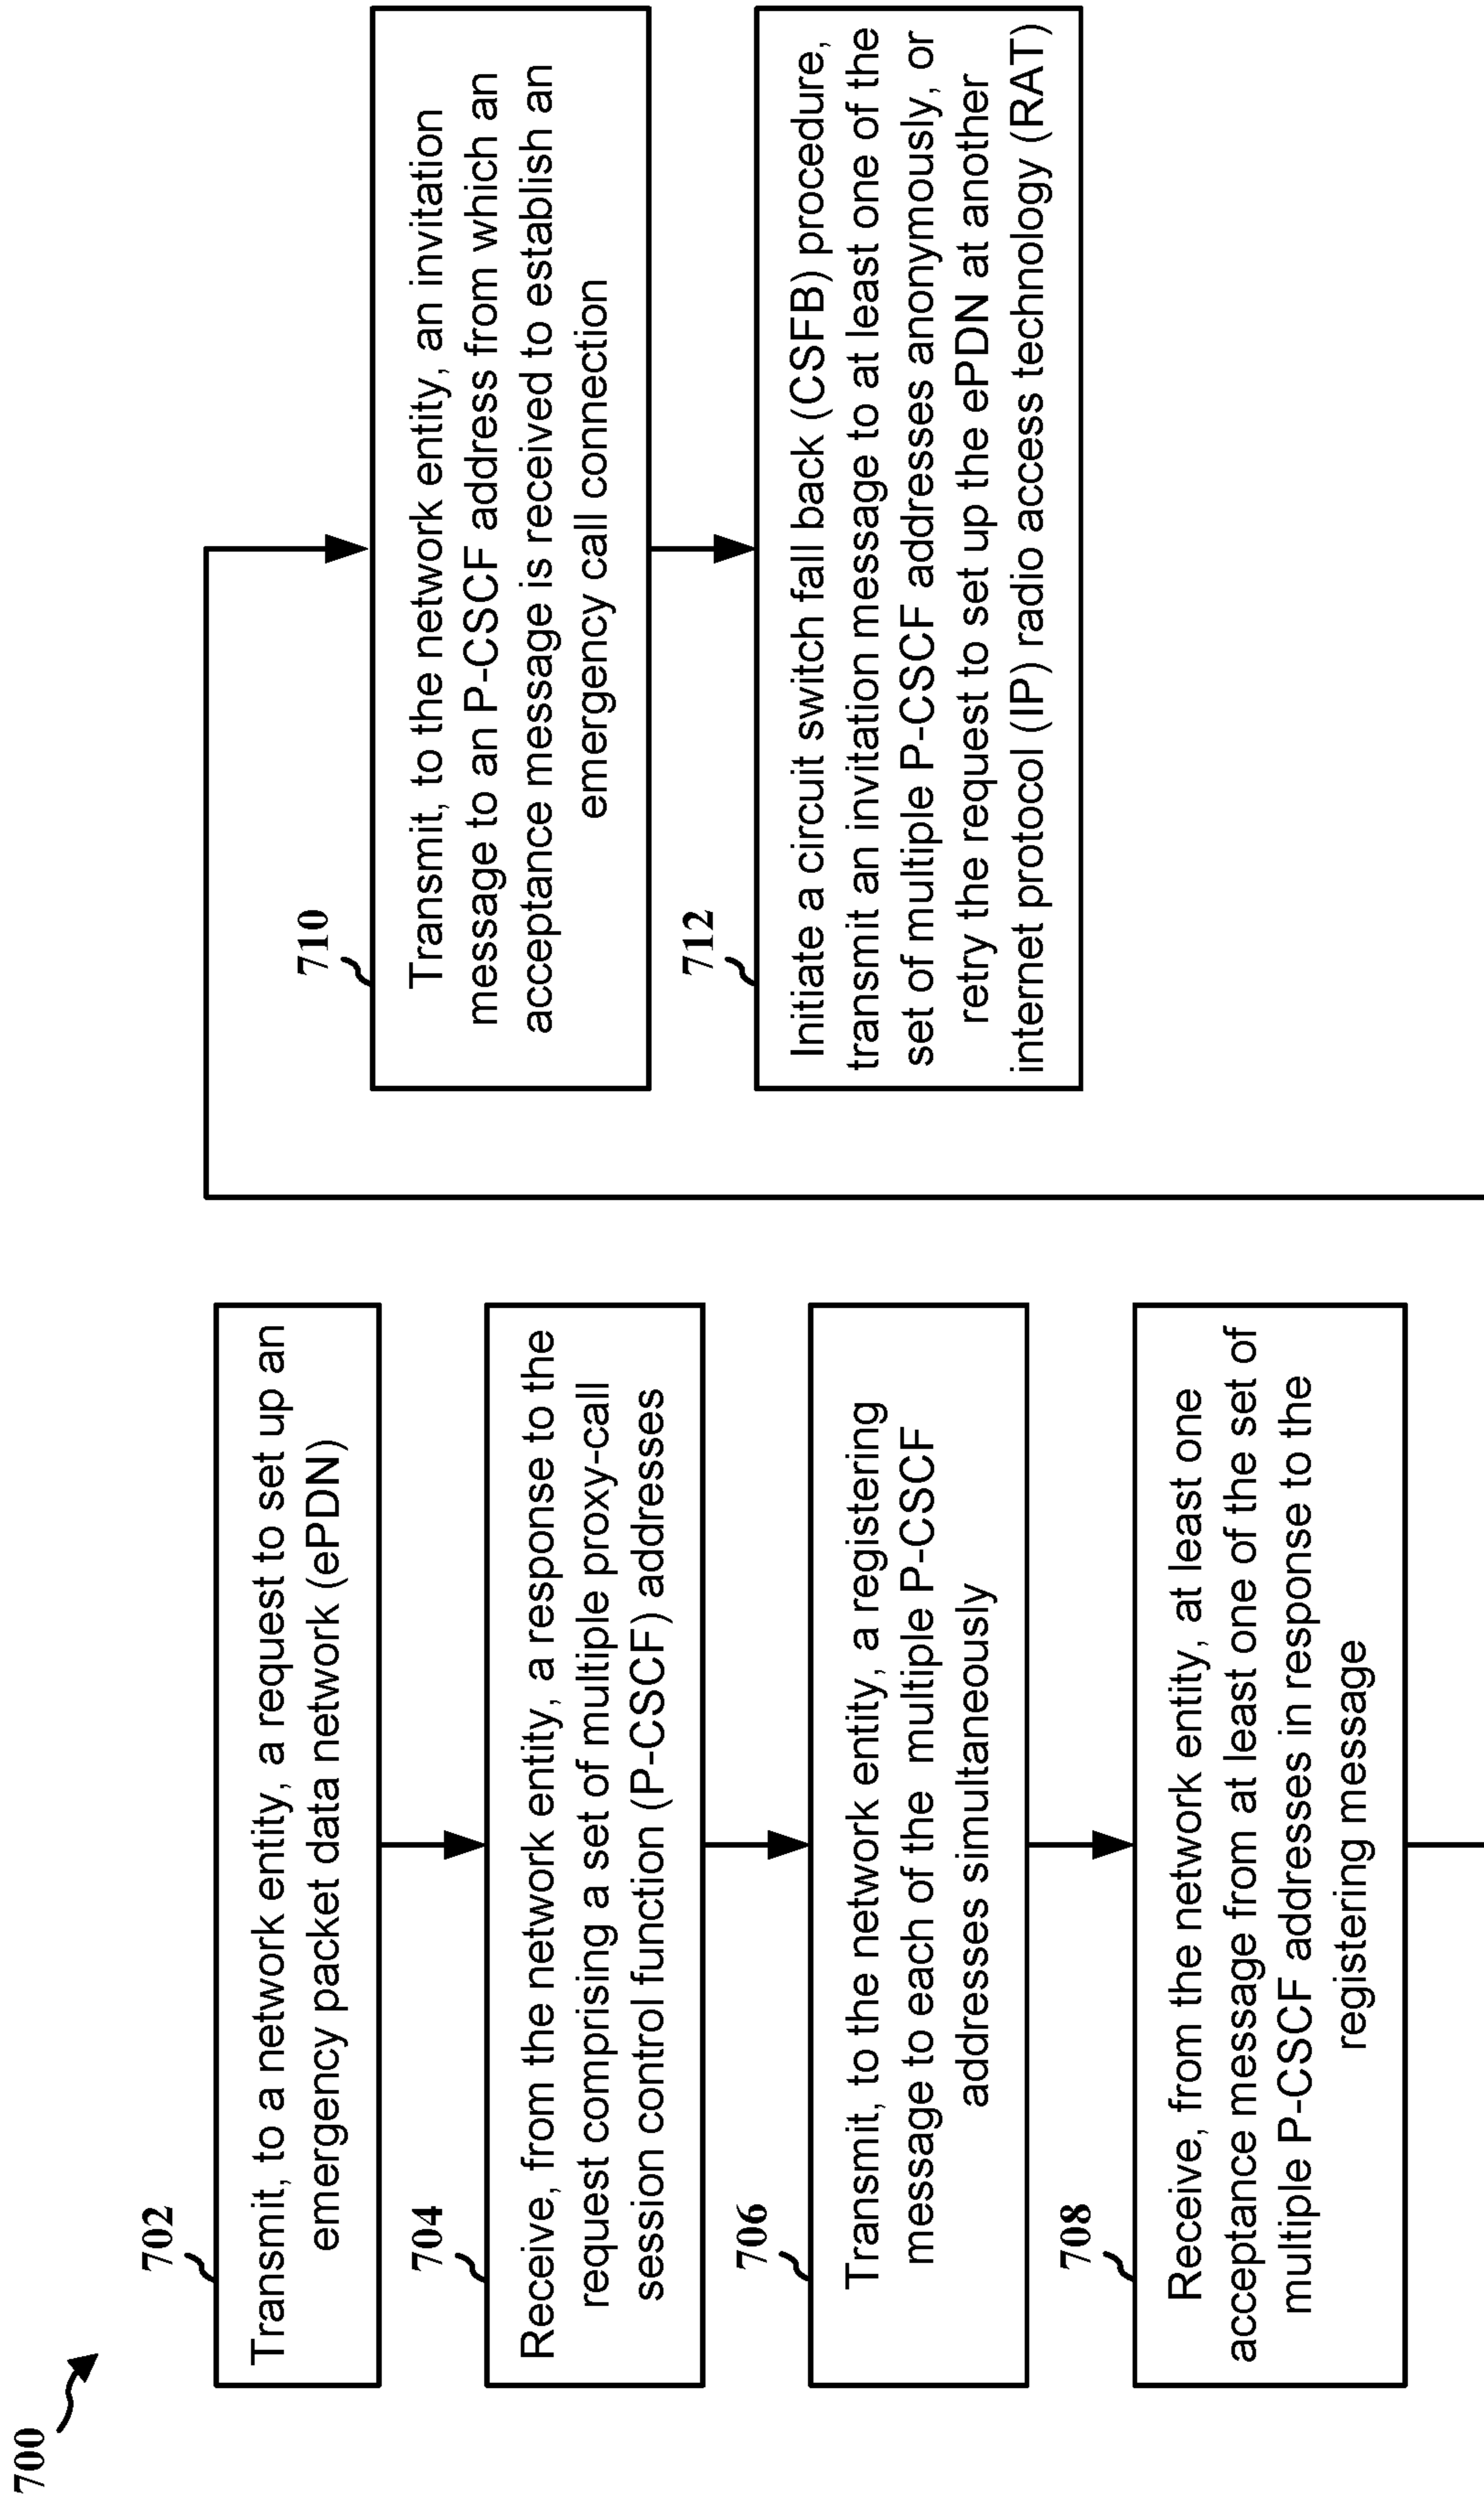 700
702
Transmit, to a network entity, a request to set up an
emergency packet data network (ePDN)
704
Receive, from the network entity, a response to the
request comprising a set of multiple proxy-call
session control function (P-CSCF) addresses
706
Transmit, to the network entity, a registering
message to each of the multiple P-CSCF
addresses simultaneously
708
Receive, from the network entity, at least one
acceptance message from at least one of the set of
multiple P-CSCF addresses in response to the
registering message
710
Transmit, to the network entity, an invitation
message to an P-CSCF address from which an
acceptance message is received to establish an
emergency call connection
712
Initiate a circuit switch fall back (CSFB) procedure,
transmit an invitation message to at least one of the
set of multiple P-CSCF addresses anonymously, or
retry the request to set up the ePDN at another
internet protocol (IP) radio access technology (RAT)